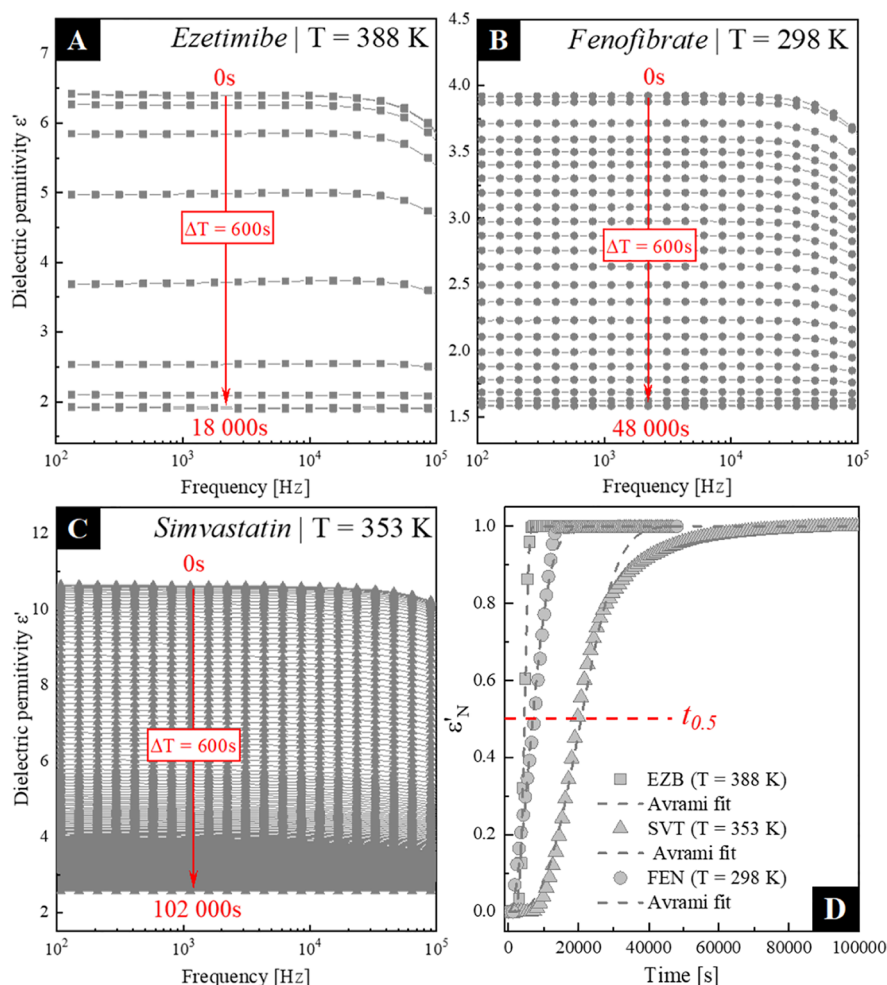 A
Ezetimibe | T = 388 K
0s
ΔT = 600s
18 000s
7
6
5
4
3
2
Dielectric permitivity ε'
10² 10³ 10⁴ 10⁵
Frequency [Hz]
B
Fenofibrate | T = 298 K
0s
ΔT = 600s
48 000s
4.5
4.0
3.5
3.0
2.5
2.0
1.5
10² 10³ 10⁴ 10⁵
Frequency [Hz]
C
Simvastatin | T = 353 K
0s
ΔT = 600s
102 000s
12
10
8
6
4
2
Dielectric permitivity ε'
10² 10³ 10⁴ 10⁵
Frequency [Hz]
1.0
0.8
0.6
0.4
0.2
0.0
ε'N
t0.5
EZB (T = 388 K)
Avrami fit
SVT (T = 353 K)
Avrami fit
FEN (T = 298 K)
Avrami fit
D
0 20000 40000 60000 80000 100000
Time [s]